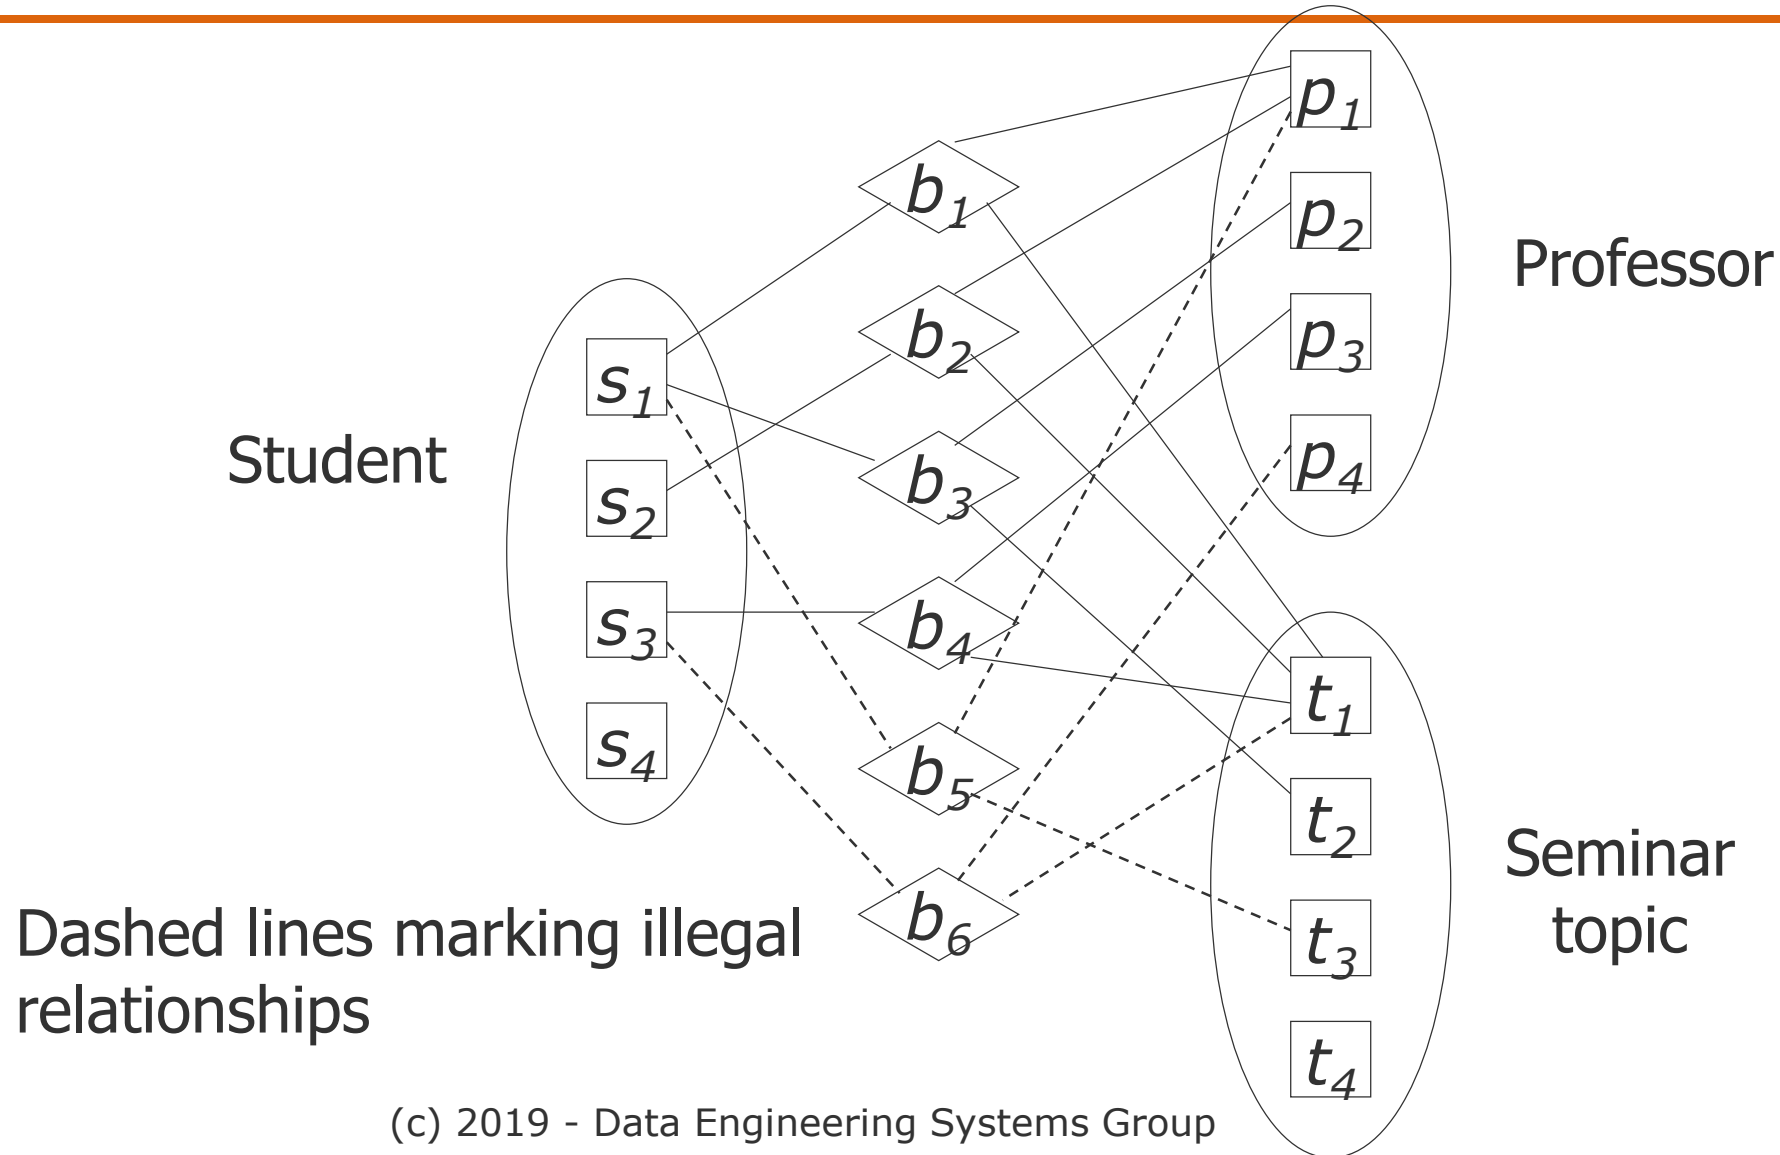 p1
b1
p2
Professor
b2
p3
s1
Student
p4
b3
s2
b4
s3
t1
s4
b5
t2
Seminar
topic
b6
t3
Dashed lines marking illegal
relationships
t4
(c) 2019 - Data Engineering Systems Group